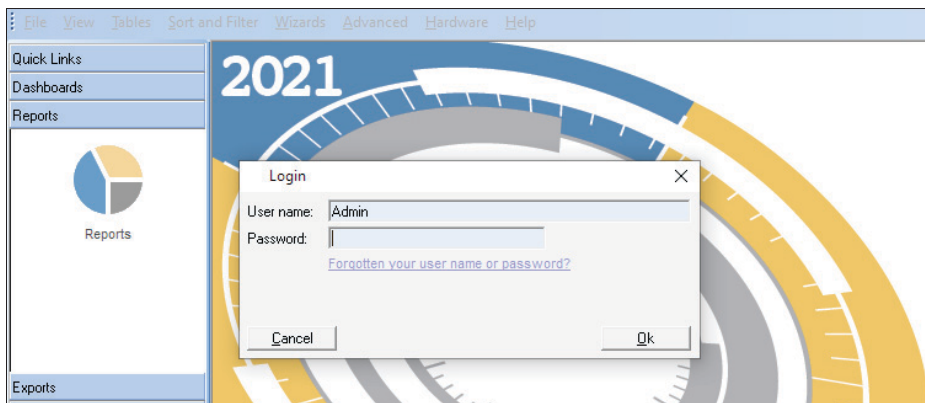 File View Tables Sort and Filter Wizards Advanced Hardware Help
Quick Links
Dashboards
Reports
Reports
Exports
2021
Login
User name: Admin
Password:
Forgotten your user name or password?
Cancel Ok